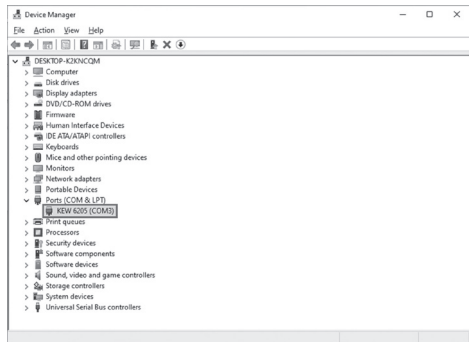 Device Manager
File Action View Help
DESKTOP-K2KNCQM
Computer
Disk drives
Display adapters
DVD/CD-ROM drives
Firmware
Human Interface Devices
IDE ATA/ATAPI controllers
Keyboards
Mice and other pointing devices
Monitors
Network adapters
Portable Devices
Ports (COM & LPT)
KEW 6205 (COM3)
Print queues
Processors
Security devices
Software components
Software devices
Sound, video and game controllers
Storage controllers
System devices
Universal Serial Bus controllers